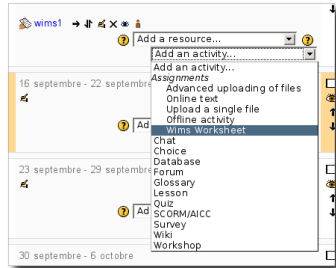 wims1
Add a resource...
Add an activity...
Add an activity...
Assignments
16 septembre - 22 septembre
Advanced uploading of files
Online text
Upload a single file
Offline activity
Ad
Wims Worksheet
Chat
Choice
Database
23 septembre - 29 septembre
Forum
Glossary
Lesson
Quiz
Ad
SCORM/AICC
Survey
Wiki
Workshop
30 septembre - 6 octobre